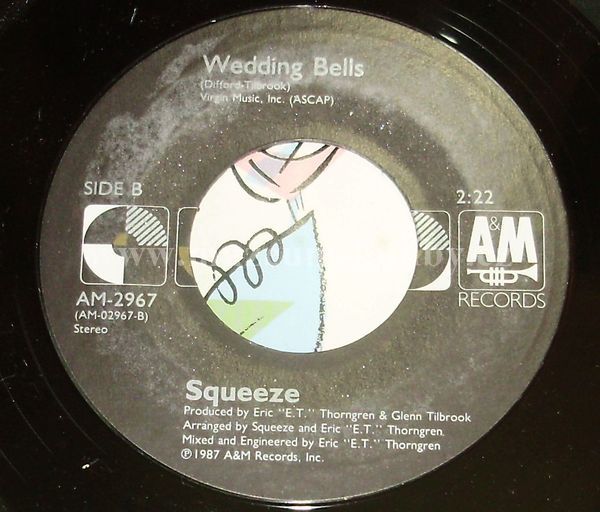 Wedding Bells
(Difford-Tilbrook)
Virgin Music, Inc. (ASCAP)
SIDE B
2:22
A&M
RECORDS
AM-2967
(AM-02967-B)
Stereo
Squeeze
Produced by Eric "E.T." Thorngren & Glenn Tilbrook
Arranged by Squeeze and Eric "E.T." Thorngren
Mixed and Engineered by Eric "E.T." Thorngren
℗1987 A&M Records, Inc.